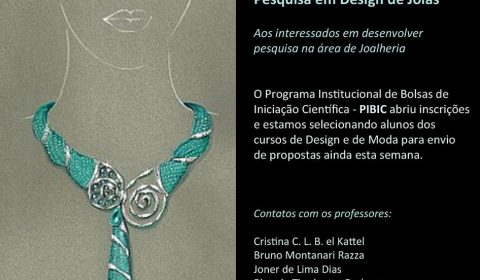 Pesquisa em Design de Joias
Aos interessados em desenvolver
pesquisa na área de Joalheria
O Programa Institucional de Bolsas de
Iniciação Científica - PIBIC abriu inscrições
e estamos selecionando alunos dos
cursos de Design e de Moda para envio
de propostas ainda esta semana.
Contatos com os professores:
Cristina C. L. B. el Kattel
Bruno Montanari Razza
Joner de Lima Dias